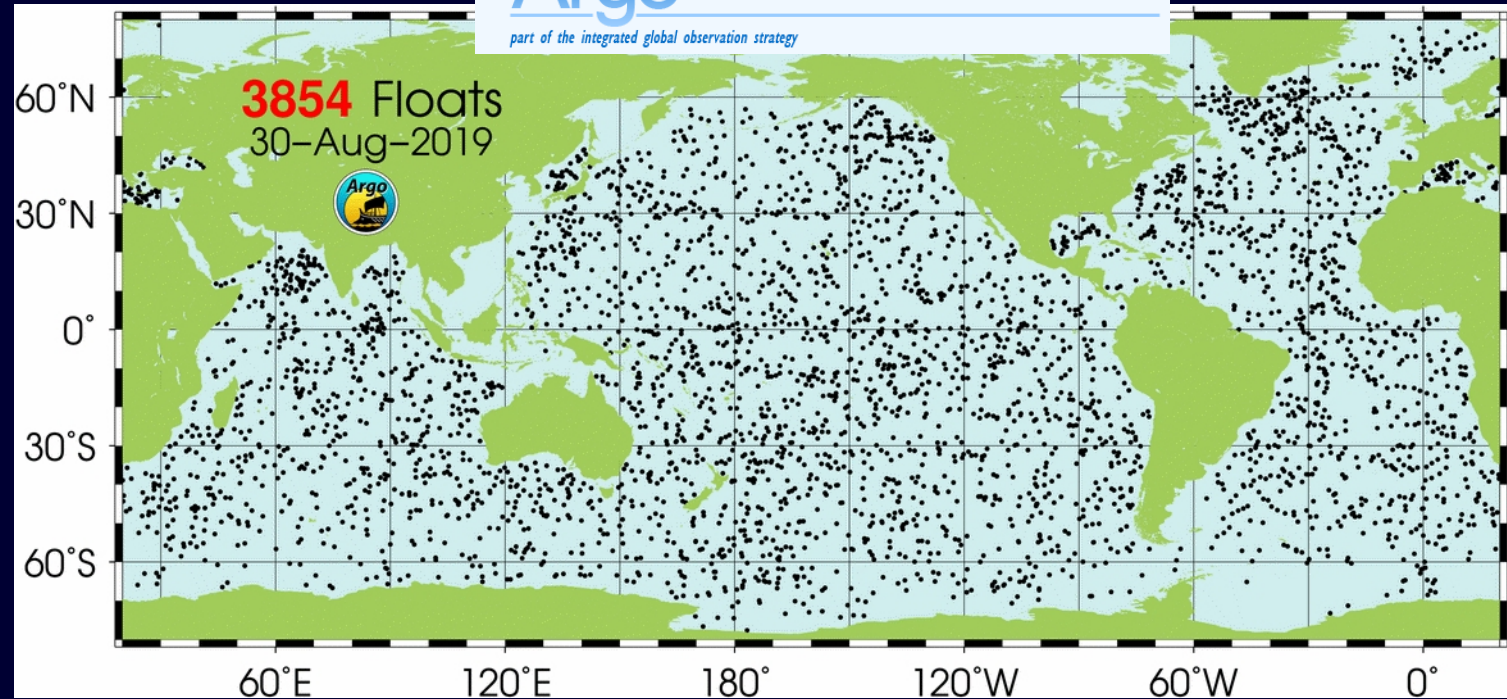 Argo
part of the integrated global observation strategy
3854 Floats
30–Aug–2019
Argo
60°N
30°N
0°
30°S
60°S
60°E
120°E
180°
120°W
60°W
0°